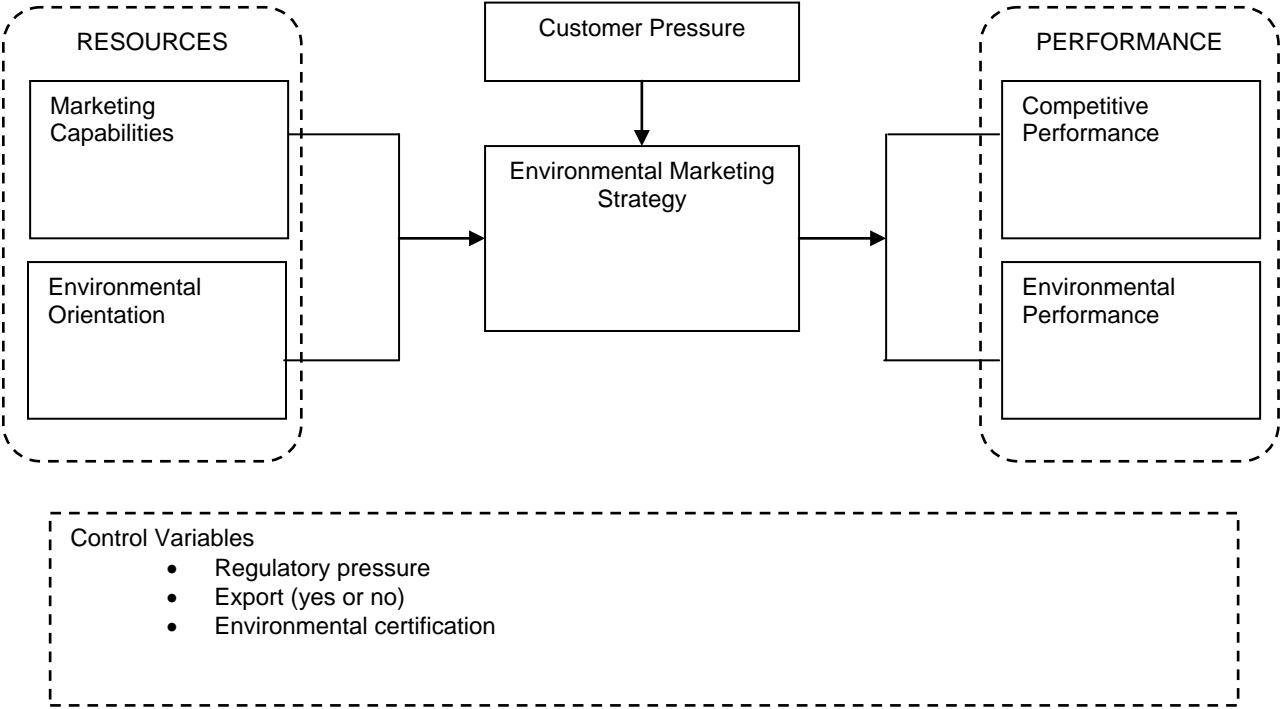 RESOURCES
Marketing
Capabilities
Environmental
Orientation
Customer Pressure
Environmental Marketing
Strategy
PERFORMANCE
Competitive
Performance
Environmental
Performance
Control Variables
• Regulatory pressure
• Export (yes or no)
• Environmental certification